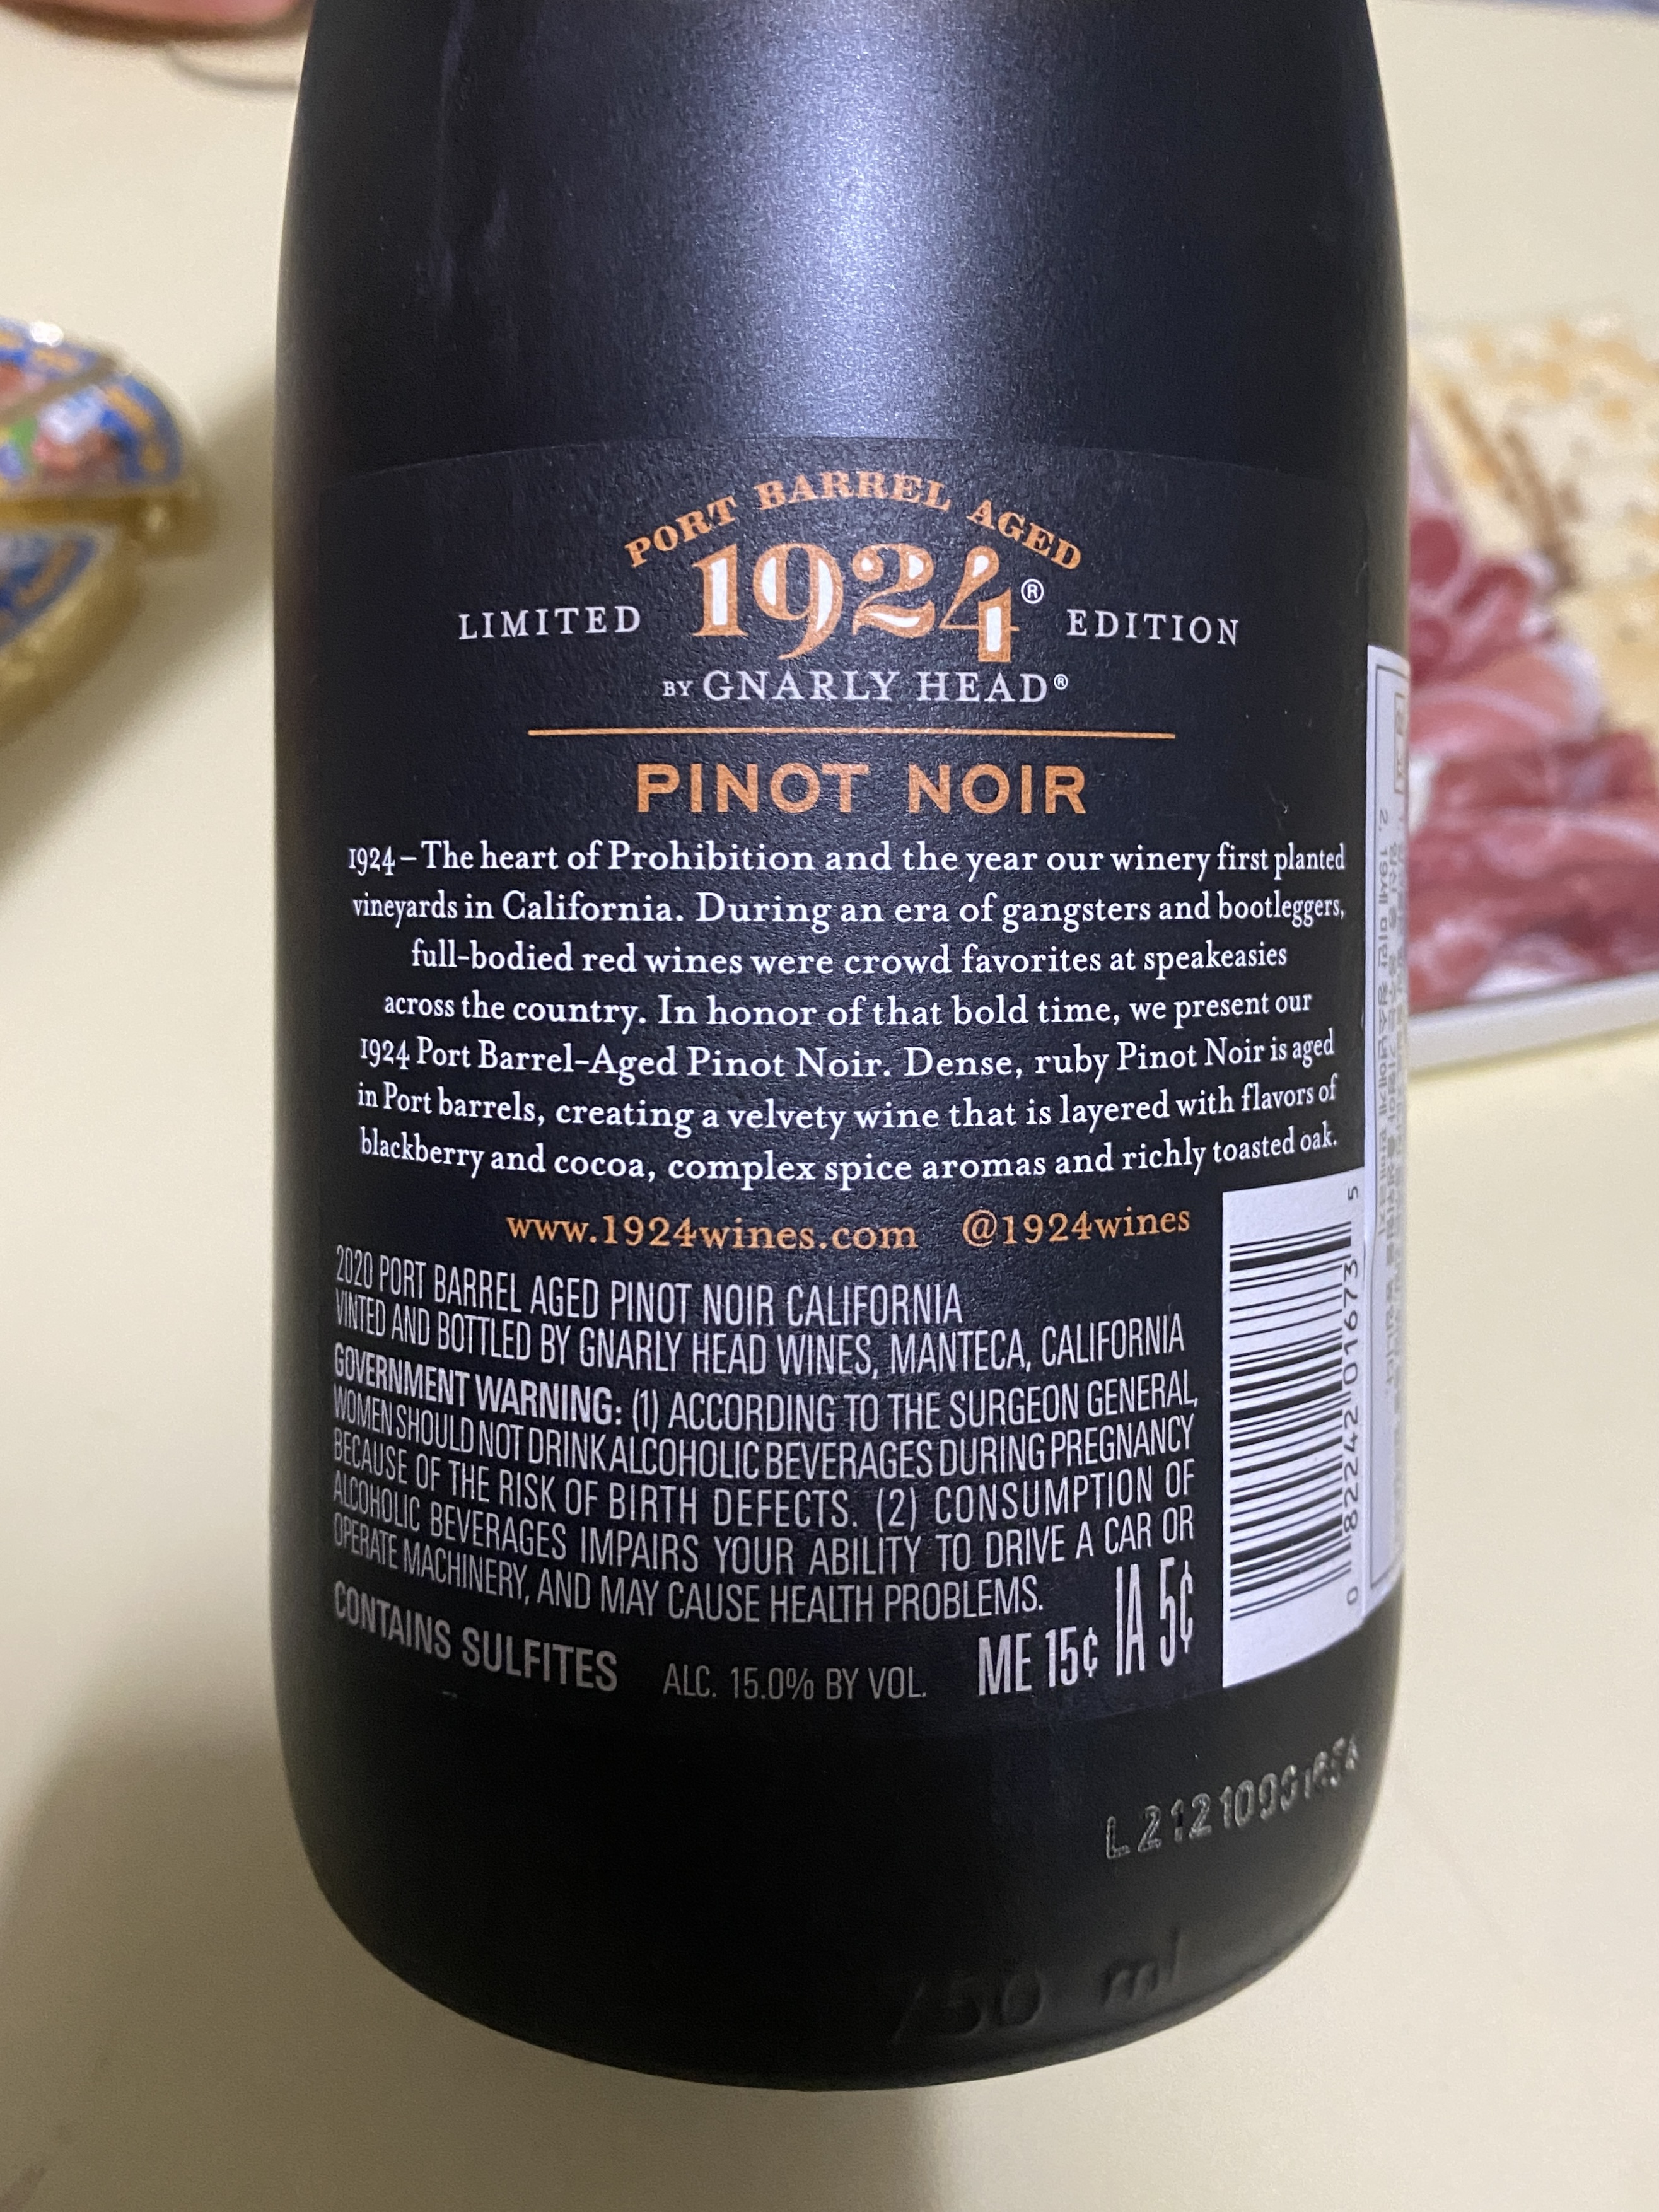 PORT BARREL AGED
LIMITED 1924® EDITION
BY GNARLY HEAD®
PINOT NOIR
1924–The heart of Prohibition and the year our winery first planted
vineyards in California. During an era of gangsters and bootleggers,
full-bodied red wines were crowd favorites at speakeasies
across the country. In honor of that bold time, we present our
1924 Port Barrel-Aged Pinot Noir. Dense, ruby Pinot Noir is aged
in Port barrels, creating a velvety wine that is layered with flavors of
blackberry and cocoa, complex spice aromas and richly toasted oak.
www.1924wines.com @1924wines
2020 PORT BARREL AGED PINOT NOIR CALIFORNIA
VINTED AND BOTTLED BY GNARLY HEAD WINES, MANTECA, CALIFORNIA
GOVERNMENT WARNING: (1) ACCORDING TO THE SURGEON GENERAL,
WOMEN SHOULD NOT DRINK ALCOHOLIC BEVERAGES DURING PREGNANCY
BECAUSE OF THE RISK OF BIRTH DEFECTS. (2) CONSUMPTION OF
ALCOHOLIC BEVERAGES IMPAIRS YOUR ABILITY TO DRIVE A CAR OR
OPERATE MACHINERY, AND MAY CAUSE HEALTH PROBLEMS.
CONTAINS SULFITES ALC. 15.0% BY VOL. ME 15¢ IA 5¢
0 82242 01673 5
750 ml